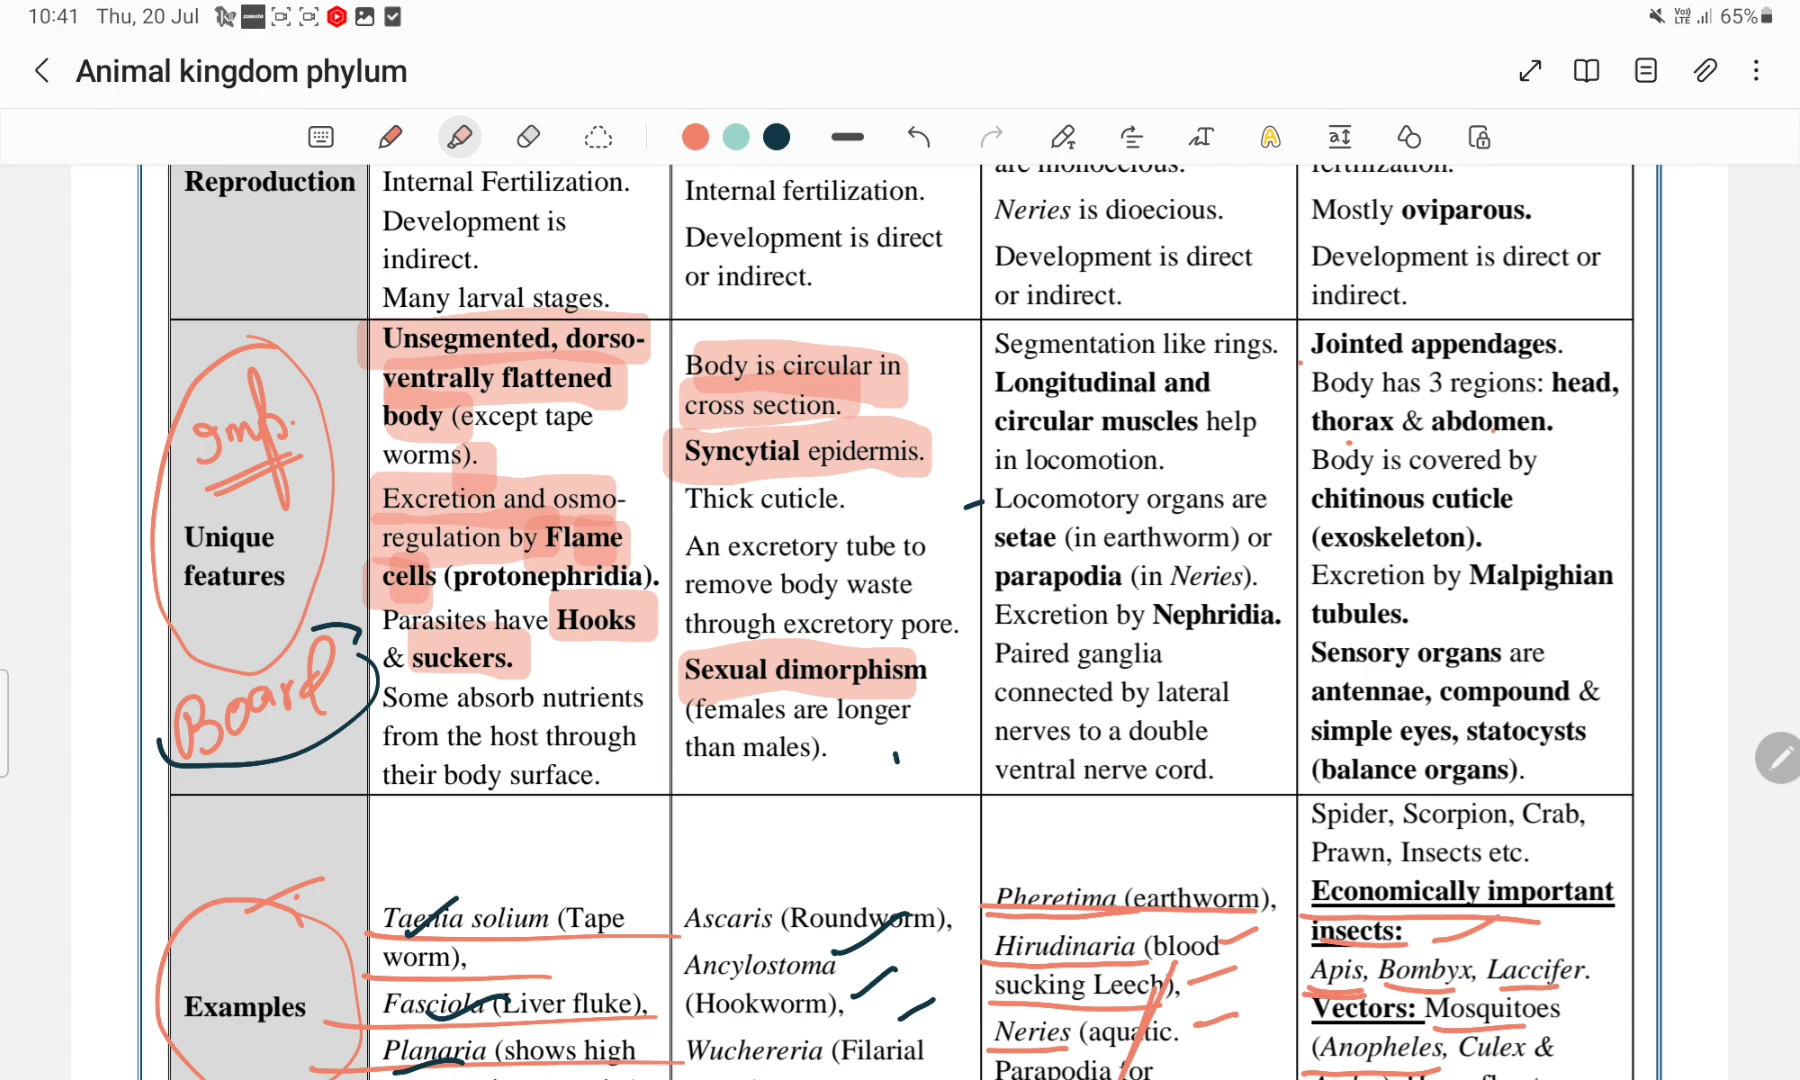 10:41 Thu, 20 Jul
65%
Animal kingdom phylum
Reproduction
Internal Fertilization.
Development is
indirect.
Many larval stages.
Internal fertilization.
Development is direct
or indirect.
are monoecious.
Neries is dioecious.
Development is direct
or indirect.
fertilization.
Mostly oviparous.
Development is direct or
indirect.
Imp.
Unique
features
Board
Unsegmented, dorso-
ventrally flattened
body (except tape
worms).
Excretion and osmo-
regulation by Flame
cells (protonephridia).
Parasites have Hooks
& suckers.
Some absorb nutrients
from the host through
their body surface.
Body is circular in
cross section.
Syncytial epidermis.
Thick cuticle.
An excretory tube to
remove body waste
through excretory pore.
Sexual dimorphism
(females are longer
than males).
Segmentation like rings.
Longitudinal and
circular muscles help
in locomotion.
Locomotory organs are
setae (in earthworm) or
parapodia (in Neries).
Excretion by Nephridia.
Paired ganglia
connected by lateral
nerves to a double
ventral nerve cord.
Jointed appendages.
Body has 3 regions: head,
thorax & abdomen.
Body is covered by
chitinous cuticle
(exoskeleton).
Excretion by Malpighian
tubules.
Sensory organs are
antennae, compound &
simple eyes, statocysts
(balance organs).
Examples
Taenia solium (Tape
worm),
Fasciola (Liver fluke),
Planaria (shows high
Ascaris (Roundworm),
Ancylostoma
(Hookworm),
Wuchereria (Filarial
Pheretima (earthworm),
Hirudinaria (blood
sucking Leech),
Neries (aquatic.
Parapodia for
Spider, Scorpion, Crab,
Prawn, Insects etc.
Economically important
insects:
Apis, Bombyx, Laccifer.
Vectors: Mosquitoes
(Anopheles, Culex &